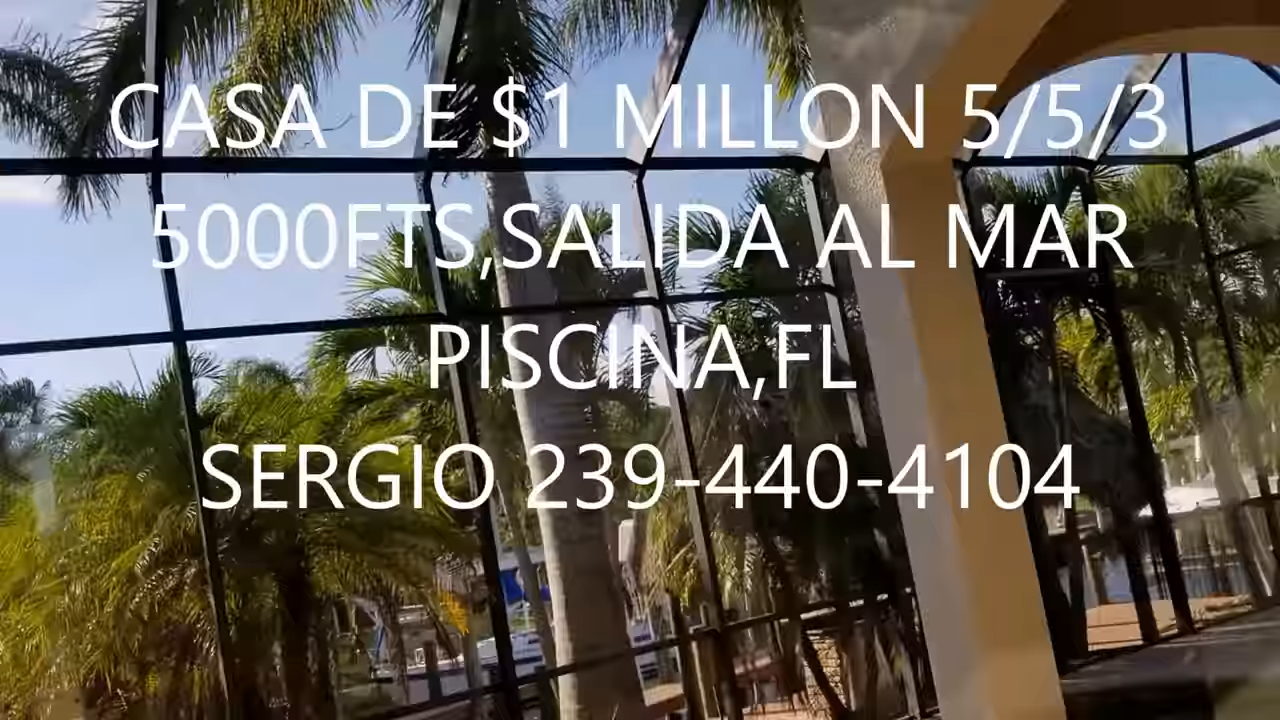 CASA DE $1 MILLON 5/5/3
5000FTS,SALIDA AL MAR
PISCINA,FL
SERGIO 239-440-4104